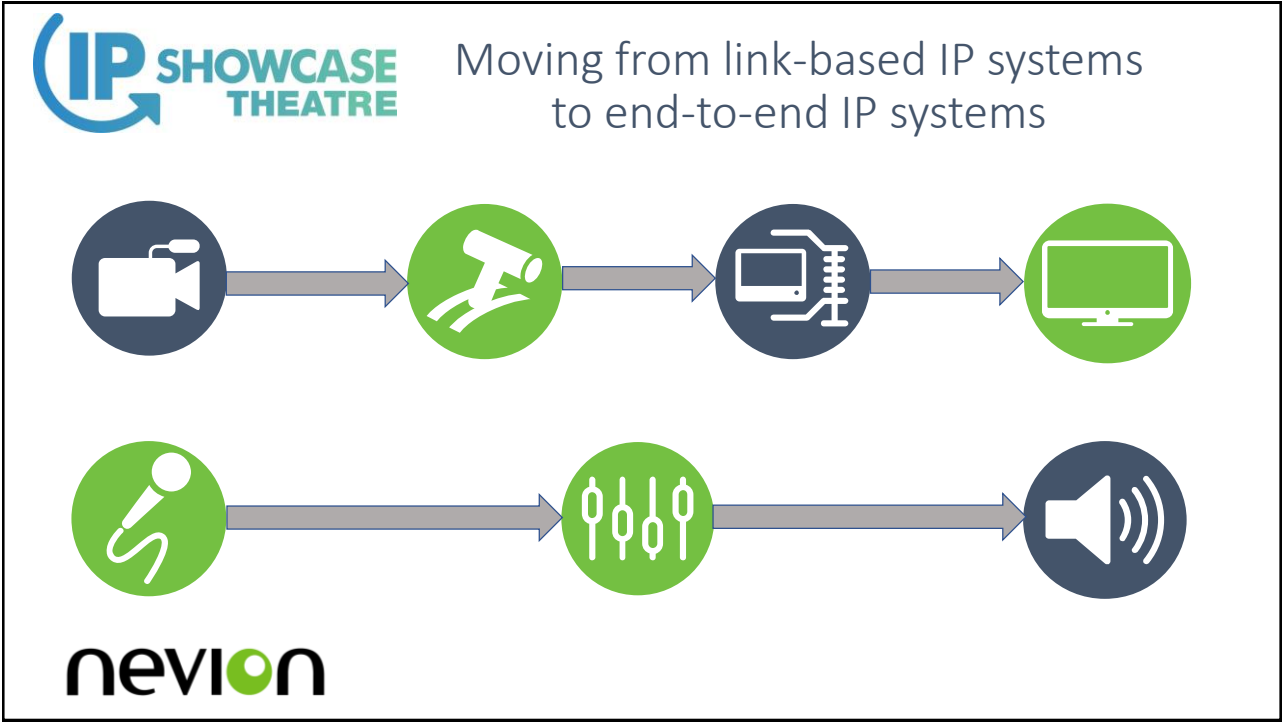 IP SHOWCASE
THEATRE
Moving from link-based IP systems
to end-to-end IP systems
nevion